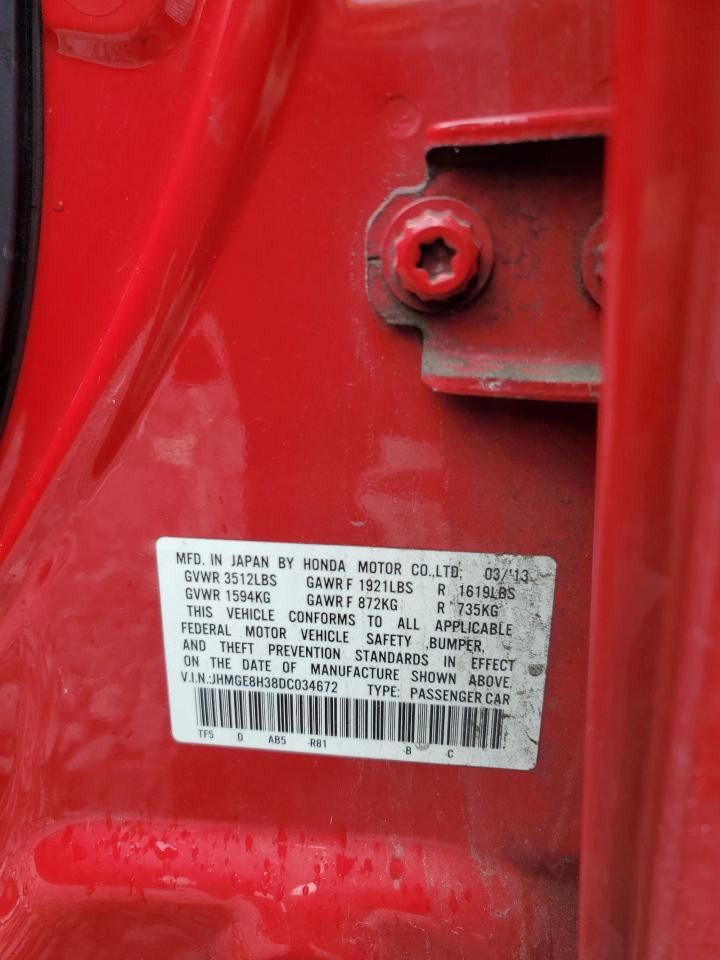 MFD. IN JAPAN BY HONDA MOTOR CO.,LTD. 03/'13
GVWR 3512LBS GAWR F 1921LBS R 1619LBS
GVWR 1594KG GAWR F 872KG R 735KG
THIS VEHICLE CONFORMS TO ALL APPLICABLE
FEDERAL MOTOR VEHICLE SAFETY ,BUMPER,
AND THEFT PREVENTION STANDARDS IN EFFECT
ON THE DATE OF MANUFACTURE SHOWN ABOVE.
V.I.N.:JHMGE8H38DC034672 TYPE: PASSENGER CAR
TF5 D AB5 -R81 -B -C